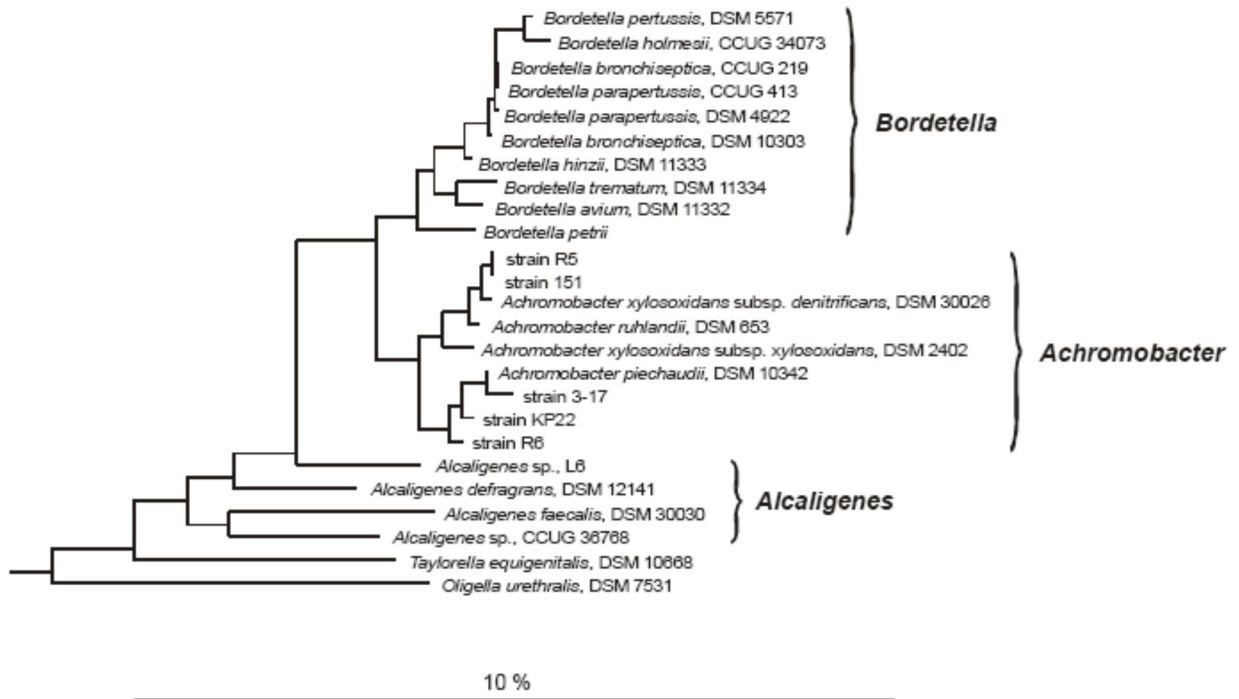 Bordetella pertussis, DSM 5571
Bordetella holmesii, CCUG 34073
Bordetella bronchiseptica, CCUG 219
Bordetella parapertussis, CCUG 413
Bordetella parapertussis, DSM 4922
Bordetella bronchiseptica, DSM 10303
Bordetella hinzii, DSM 11333
Bordetella trematum, DSM 11334
Bordetella avium, DSM 11332
Bordetella petrii
Bordetella
strain R5
strain 151
Achromobacter xylosoxidans subsp. denitrificans, DSM 30026
Achromobacter ruhlandii, DSM 653
Achromobacter xylosoxidans subsp. xylosoxidans, DSM 2402
Achromobacter piechaudii, DSM 10342
strain 3-17
strain KP22
strain R6
Achromobacter
Alcaligenes sp., L6
Alcaligenes defragrans, DSM 12141
Alcaligenes faecalis, DSM 30030
Alcaligenes sp., CCUG 36768
Alcaligenes
Taylorella equigenitalis, DSM 10668
Oligella urethralis, DSM 7531
10 %